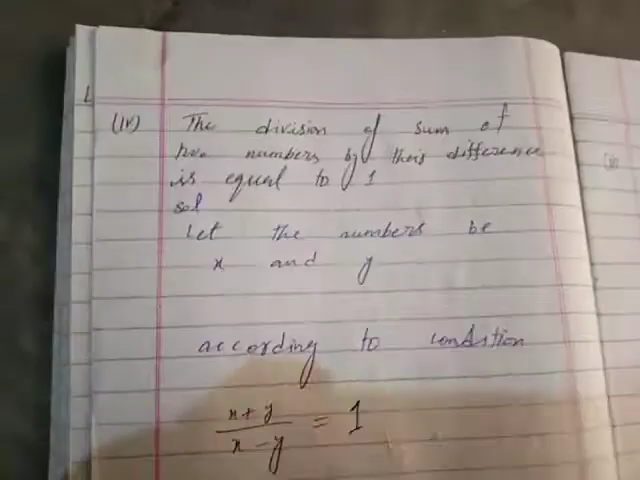 (iv) The division of sum of
two numbers by their difference
is equal to 1
sol
Let the numbers be
x and y
according to condition
x+y / x-y = 1